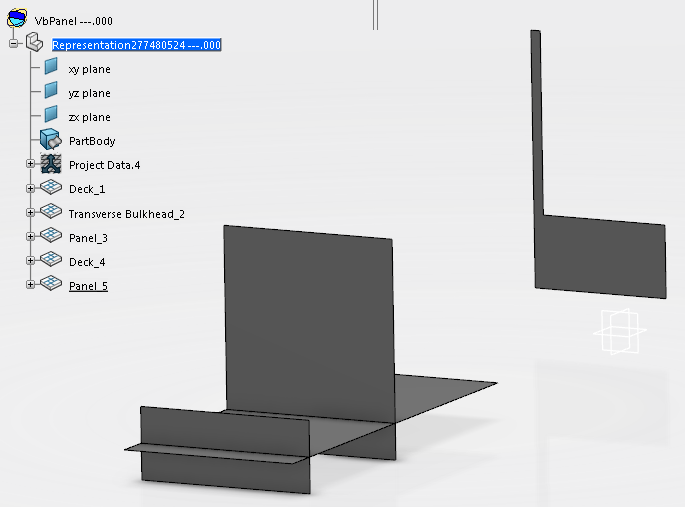 VbPanel ---.000
Representation277480524 ---.000
xy plane
yz plane
zx plane
PartBody
Project Data.4
Deck_1
Transverse Bulkhead_2
Panel_3
Deck_4
Panel_5